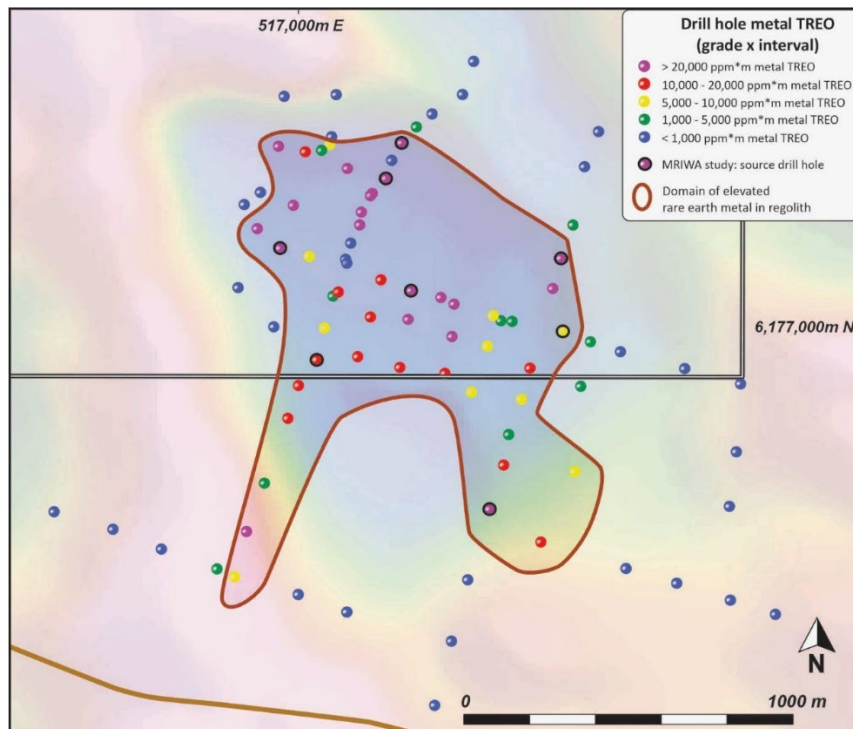 517,000m E
Drill hole metal TREO
(grade x interval)
> 20,000 ppm*m metal TREO
10,000 - 20,000 ppm*m metal TREO
5,000 - 10,000 ppm*m metal TREO
1,000 - 5,000 ppm*m metal TREO
< 1,000 ppm*m metal TREO
MRIWA study: source drill hole
Domain of elevated
rare earth metal in regolith
6,177,000m N
N
0 1000 m